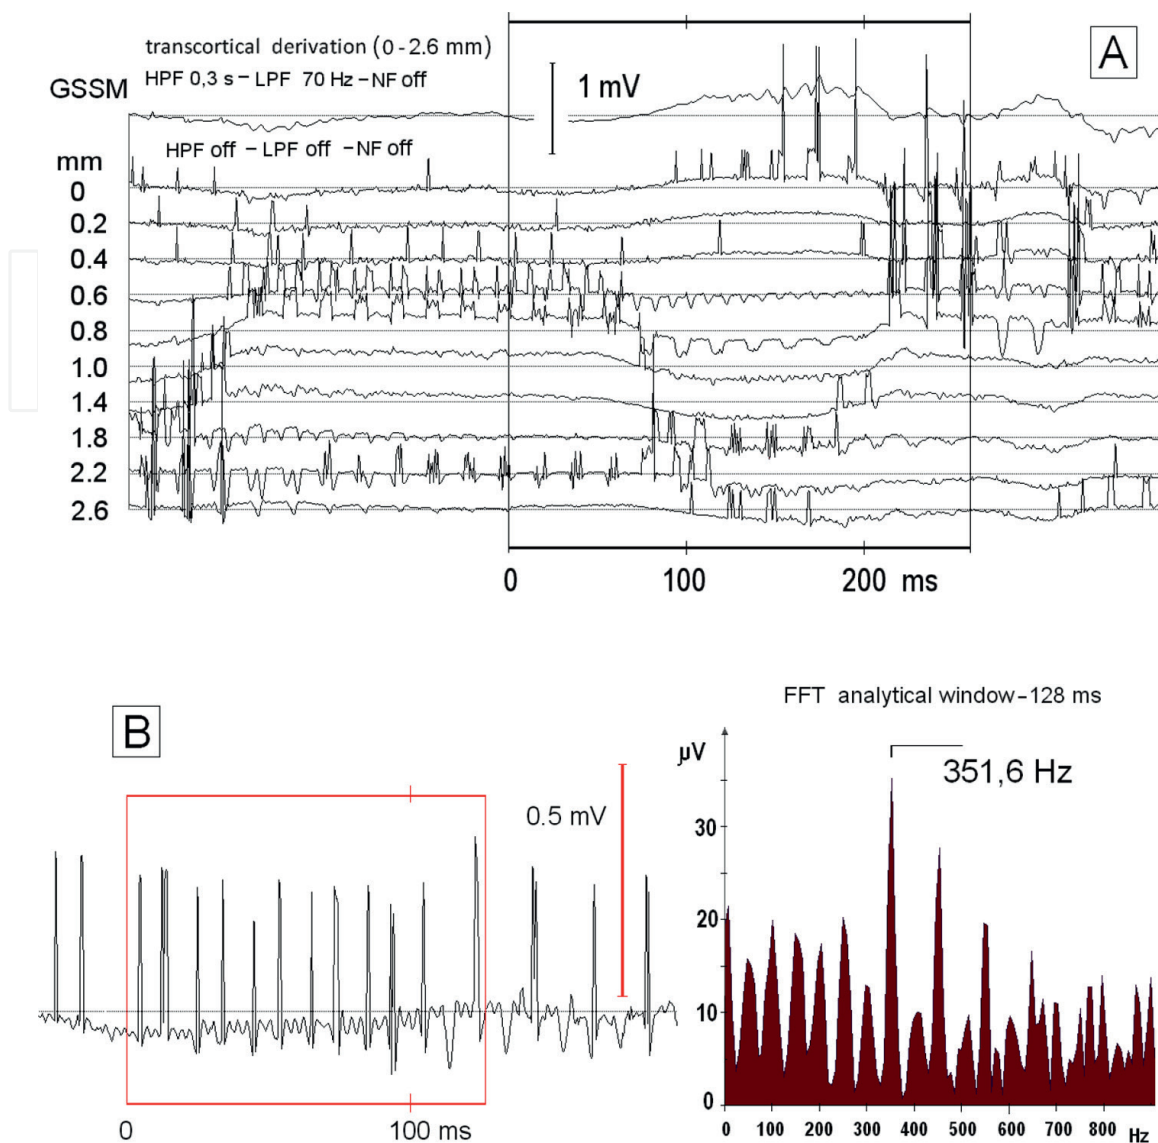 A
transcortical derivation (0 - 2.6 mm)
HPF 0,3 s – LPF 70 Hz – NF off
GSSM
1 mV
HPF off – LPF off – NF off
mm
0
0.2
0.4
0.6
0.8
1.0
1.4
1.8
2.2
2.6
0 100 200 ms
B
0.5 mV
0 100 ms
FFT analytical window – 128 ms
µV
351,6 Hz
30
20
10
0
0 100 200 300 400 500 600 700 800 Hz